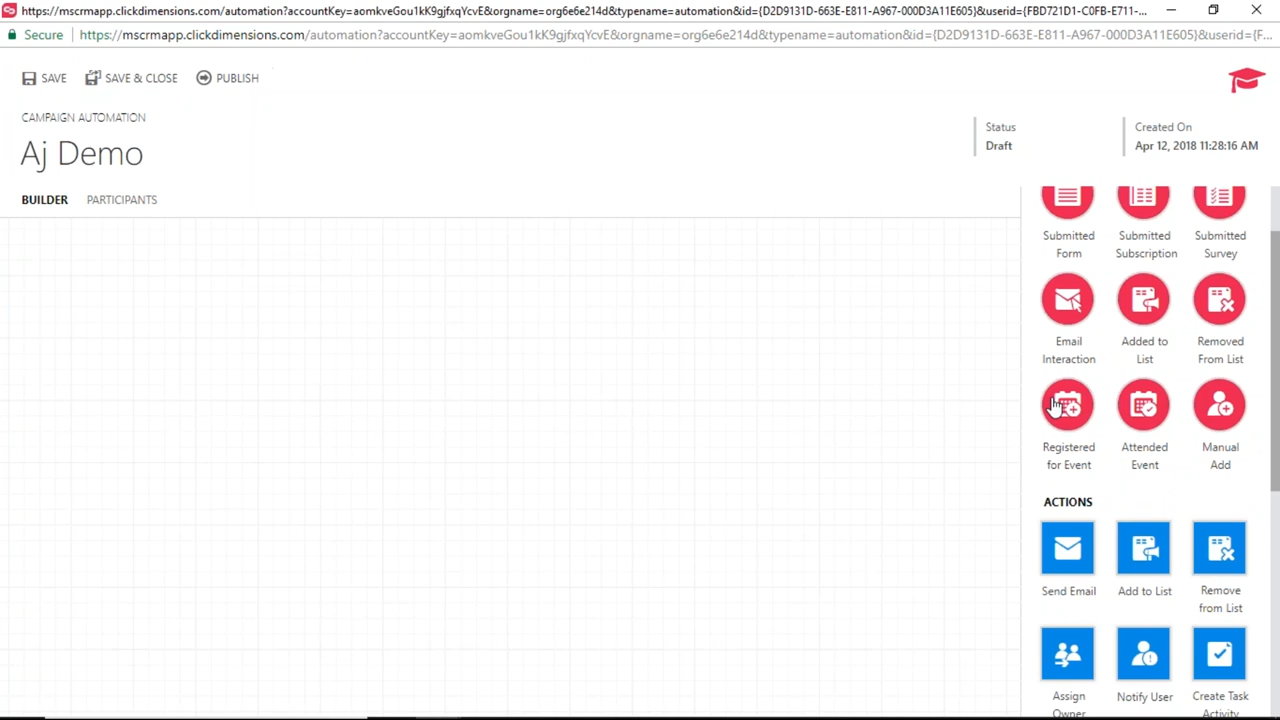 https://mscrmapp.clickdimensions.com/automation?accountKey=aomkveGou1kK9gjfxqYcvE&orgname=org6e6e214d&typename=automation&id={D2D9131D-663E-E811-A967-000D3A11E605}&userid={FBD721D1-C0FB-E711-...
Secure | https://mscrmapp.clickdimensions.com/automation?accountKey=aomkveGou1kK9gjfxqYcvE&orgname=org6e6e214d&typename=automation&id={D2D9131D-663E-E811-A967-000D3A11E605}&userid={F...
SAVE SAVE & CLOSE PUBLISH
CAMPAIGN AUTOMATION
Aj Demo
Status
Draft
Created On
Apr 12, 2018 11:28:16 AM
BUILDER PARTICIPANTS
Submitted Form
Submitted Subscription
Submitted Survey
Email Interaction
Added to List
Removed From List
Registered for Event
Attended Event
Manual Add
ACTIONS
Send Email
Add to List
Remove from List
Assign Owner
Notify User
Create Task Activity